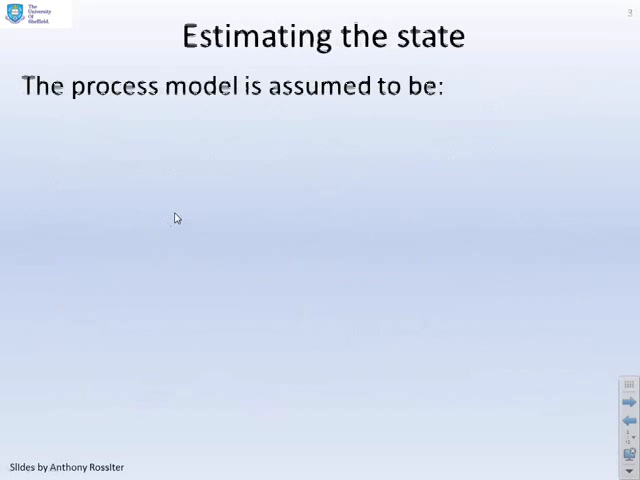 The
University
Of
Sheffield.
3
Estimating the state
The process model is assumed to be:
Slides by Anthony Rossiter